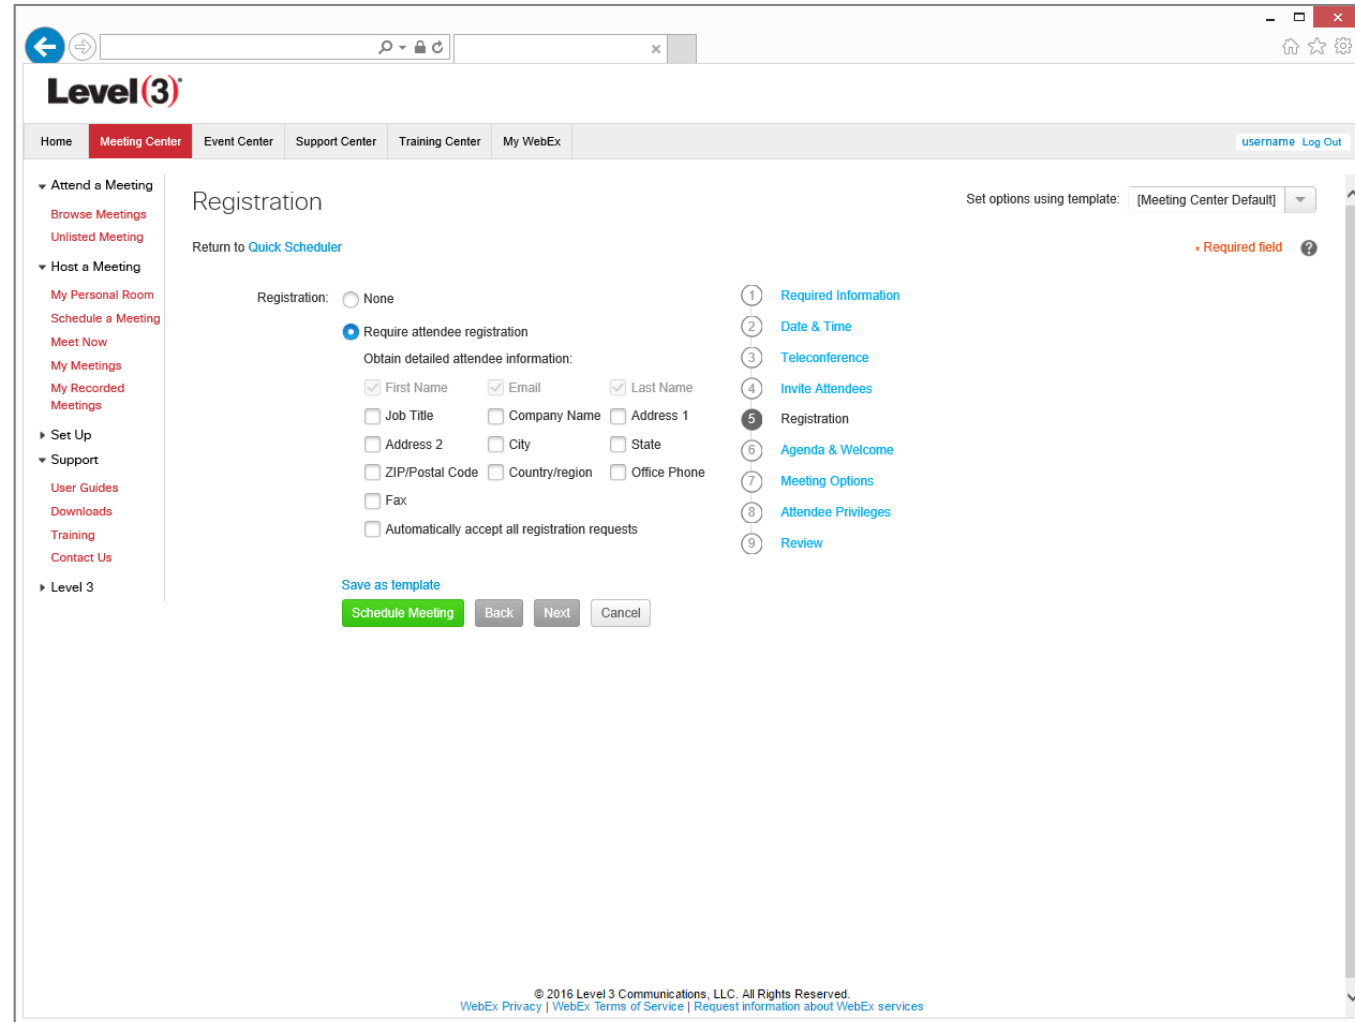 Level(3)
Home Meeting Center Event Center Support Center Training Center My WebEx username Log Out
Attend a Meeting
Browse Meetings
Unlisted Meeting
Host a Meeting
My Personal Room
Schedule a Meeting
Meet Now
My Meetings
My Recorded
Meetings
Set Up
Support
User Guides
Downloads
Training
Contact Us
Level 3
Registration
Set options using template: [Meeting Center Default]
Return to Quick Scheduler
* Required field ?
Registration: None
Require attendee registration
Obtain detailed attendee information:
First Name Email Last Name
Job Title Company Name Address 1
Address 2 City State
ZIP/Postal Code Country/region Office Phone
Fax
Automatically accept all registration requests
Save as template
Schedule Meeting Back Next Cancel
1 Required Information
2 Date & Time
3 Teleconference
4 Invite Attendees
5 Registration
6 Agenda & Welcome
7 Meeting Options
8 Attendee Privileges
9 Review
© 2016 Level 3 Communications, LLC. All Rights Reserved.
WebEx Privacy | WebEx Terms of Service | Request information about WebEx services